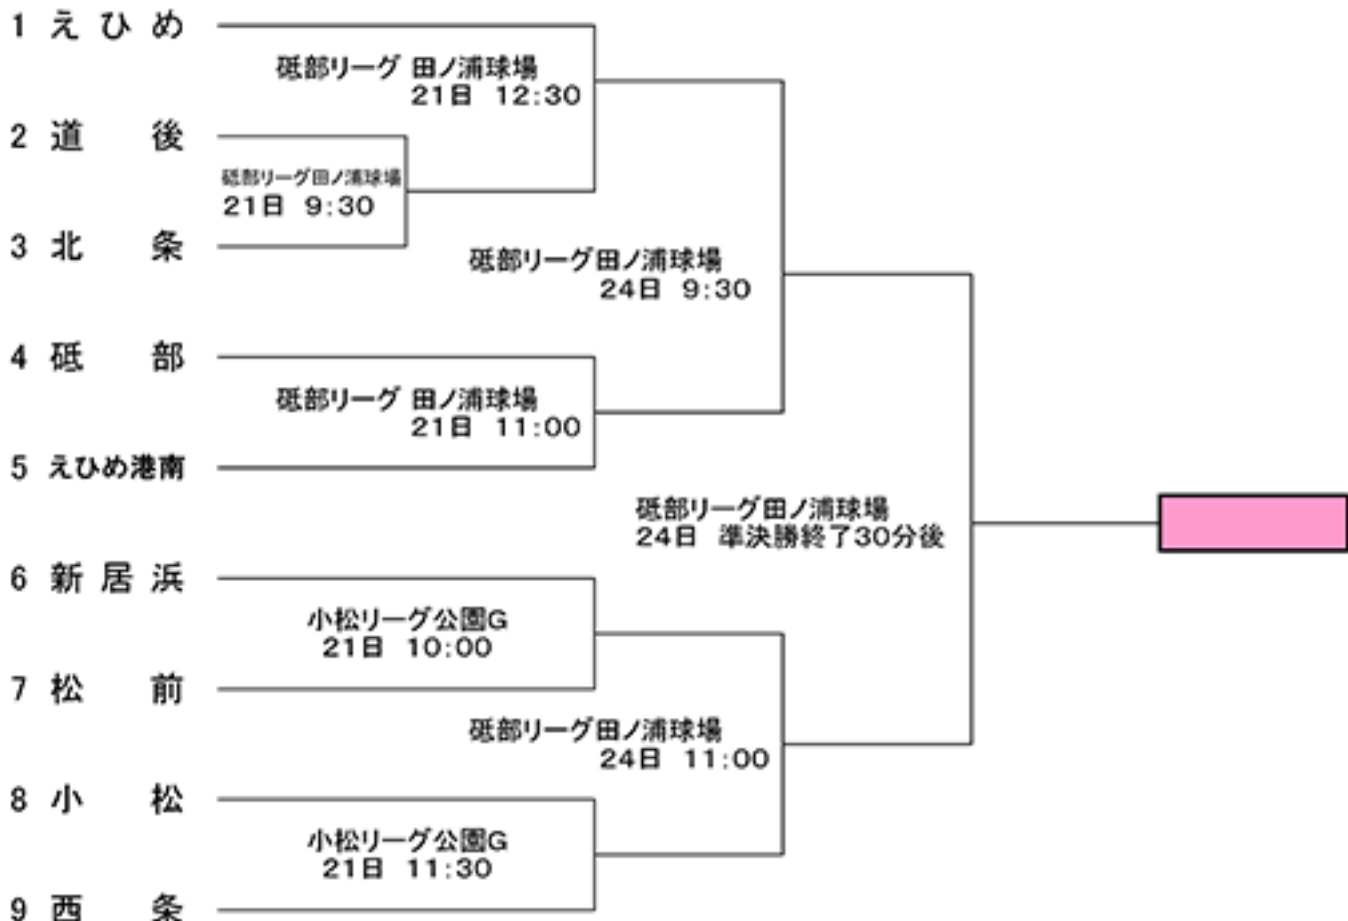 1 えひめ
砥部リーグ 田ノ浦球場
21日 12:30
2 道後
砥部リーグ田ノ浦球場
21日 9:30
3 北条
砥部リーグ田ノ浦球場
24日 9:30
4 砥部
砥部リーグ 田ノ浦球場
21日 11:00
5 えひめ港南
砥部リーグ田ノ浦球場
24日 準決勝終了30分後
6 新居浜
小松リーグ公園G
21日 10:00
7 松前
砥部リーグ田ノ浦球場
24日 11:00
8 小松
小松リーグ公園G
21日 11:30
9 西条